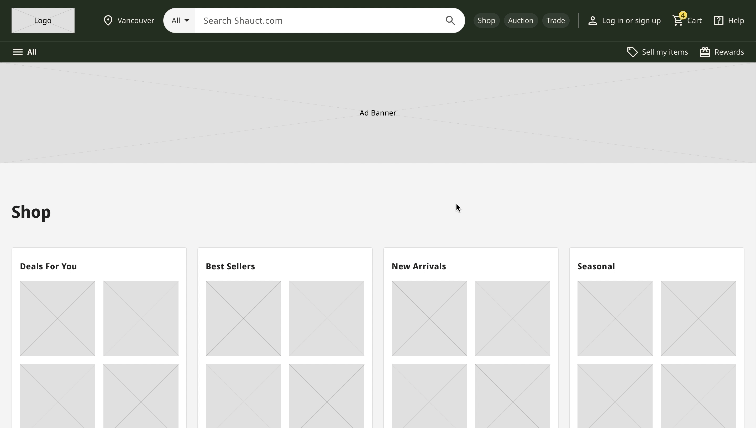 Logo Vancouver All Search Shauct.com Shop Auction Trade Log in or sign up 4 Cart Help
All Sell my items Rewards
Ad Banner
Shop
Deals For You Best Sellers New Arrivals Seasonal